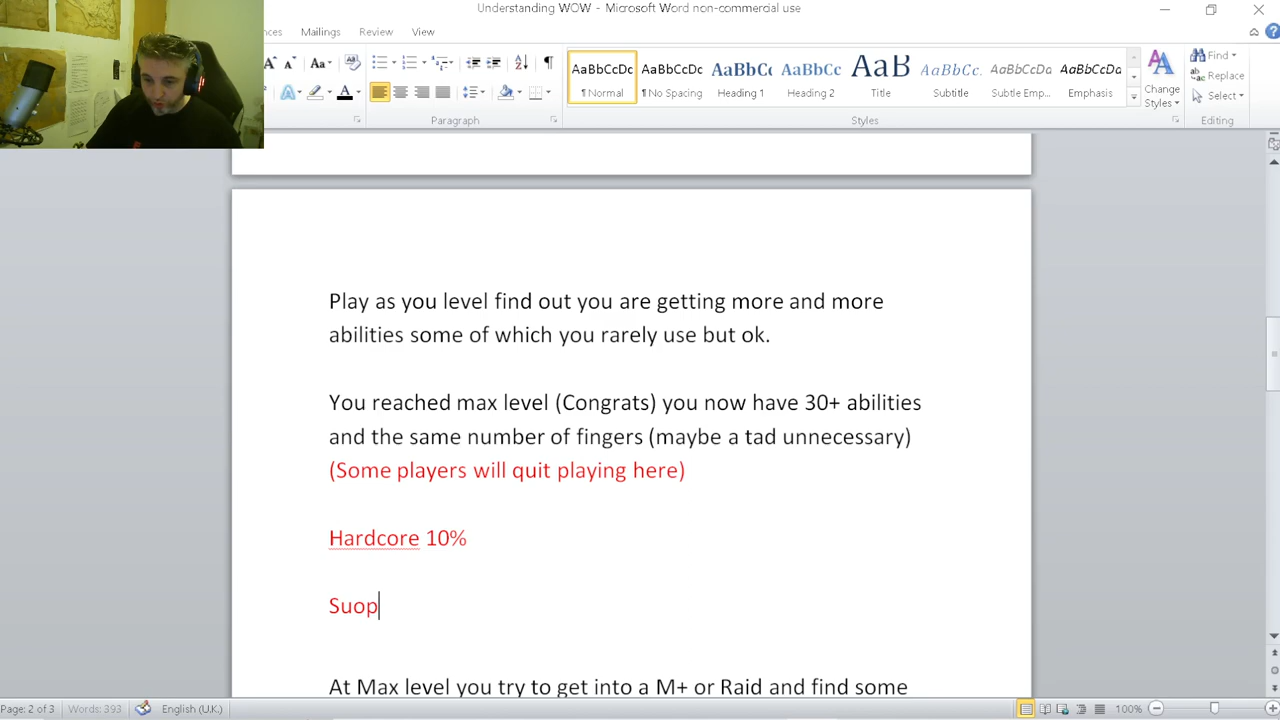 Understanding WOW - Microsoft Word non-commercial use
nces Mailings Review View
A A Aa
AaBbCcDc AaBbCcDc AaBbCc AaBbCc AaB AaBbCc. AaBbCcDa AaBbCcDa
¶ Normal ¶ No Spacing Heading 1 Heading 2 Title Subtitle Subtle Emp... Emphasis
Change Styles
Find
Replace
Select
Paragraph Styles Editing
Play as you level find out you are getting more and more
abilities some of which you rarely use but ok.
You reached max level (Congrats) you now have 30+ abilities
and the same number of fingers (maybe a tad unnecessary)
(Some players will quit playing here)
Hardcore 10%
Suop
At Max level you try to get into a M+ or Raid and find some
Page: 2 of 3 Words: 393 English (U.K.) 100%